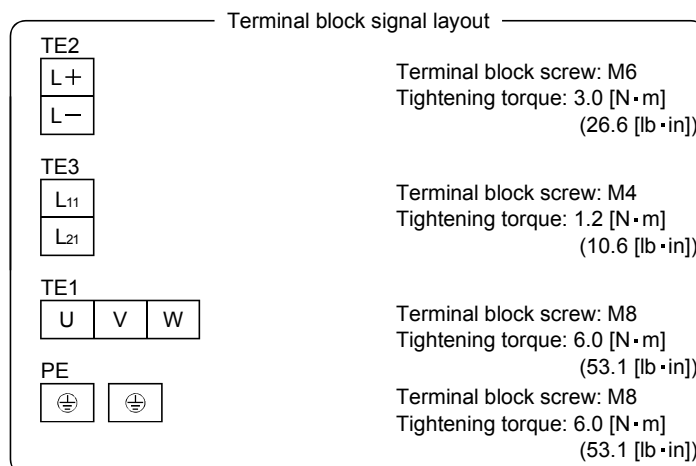 Terminal block signal layout
TE2
L+
L−
Terminal block screw: M6
Tightening torque: 3.0 [N·m]
(26.6 [lb·in])
TE3
L11
L21
Terminal block screw: M4
Tightening torque: 1.2 [N·m]
(10.6 [lb·in])
TE1
U V W
Terminal block screw: M8
Tightening torque: 6.0 [N·m]
(53.1 [lb·in])
PE
Terminal block screw: M8
Tightening torque: 6.0 [N·m]
(53.1 [lb·in])